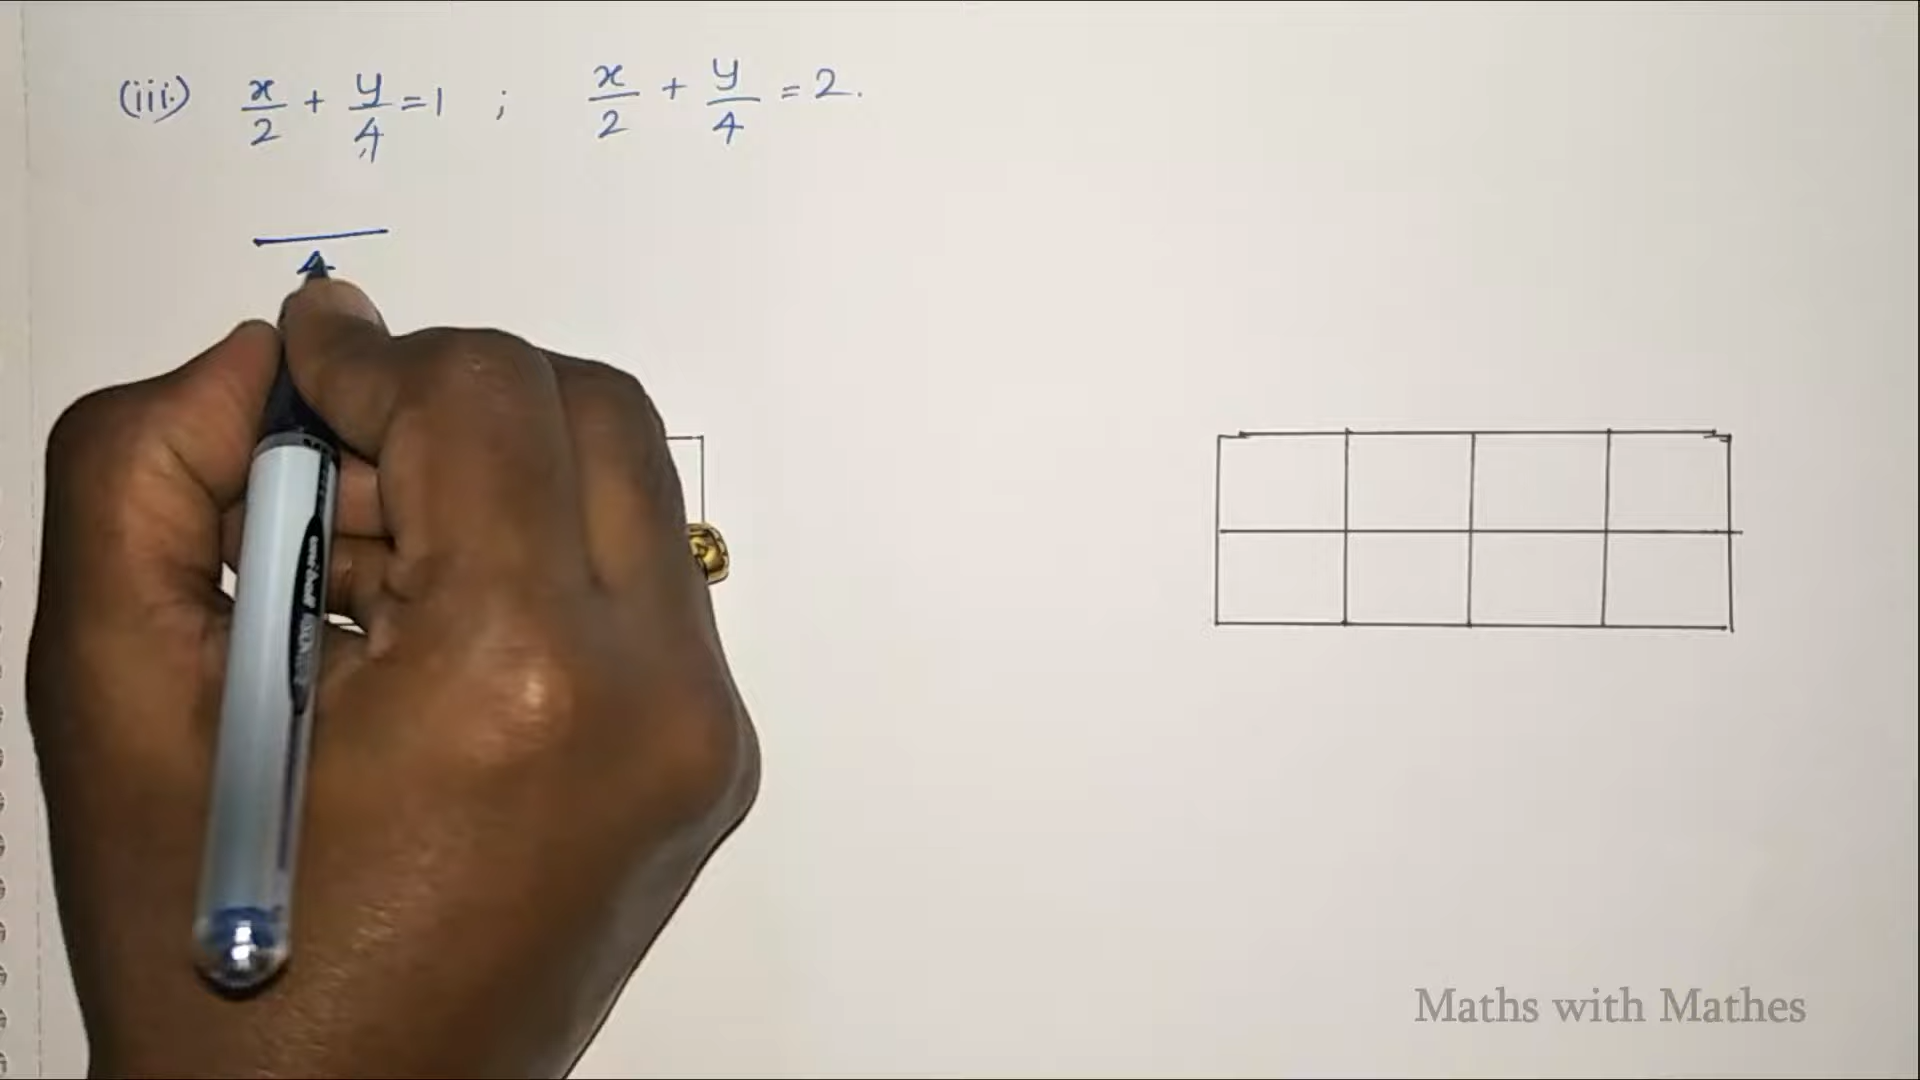 (iii) x/2 + y/4 = 1 ; x/2 + y/4 = 2.
4
Maths with Mathes